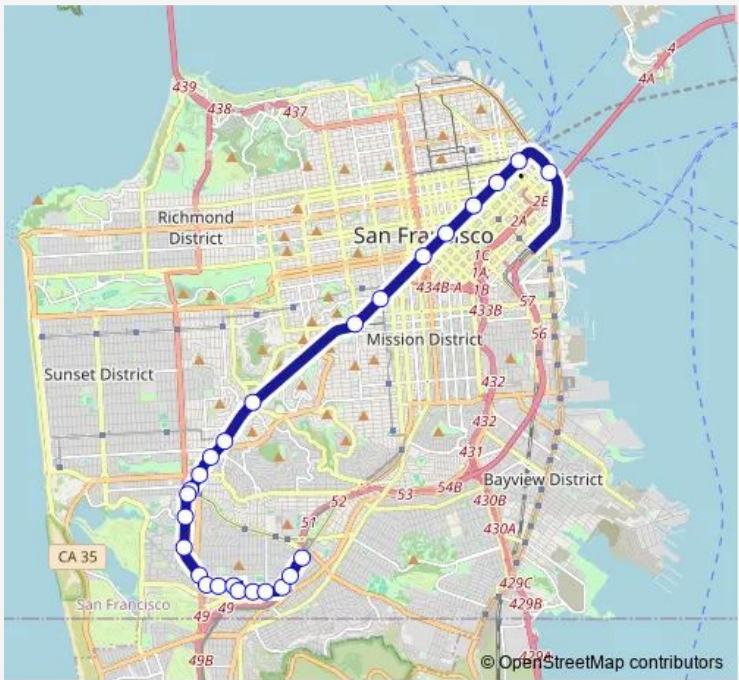 4
4A
439
438
437
Richmond
District
2B
2A
San Francisco
1C
1A
1B
434B-A
433B
57
56
Mission District
Sunset District
432
432
431
Bayview District
52
53
54B
51
430B
430A
CA 35
San Francisco
49
49
49B
429C
429B
429A
© OpenStreetMap contributors